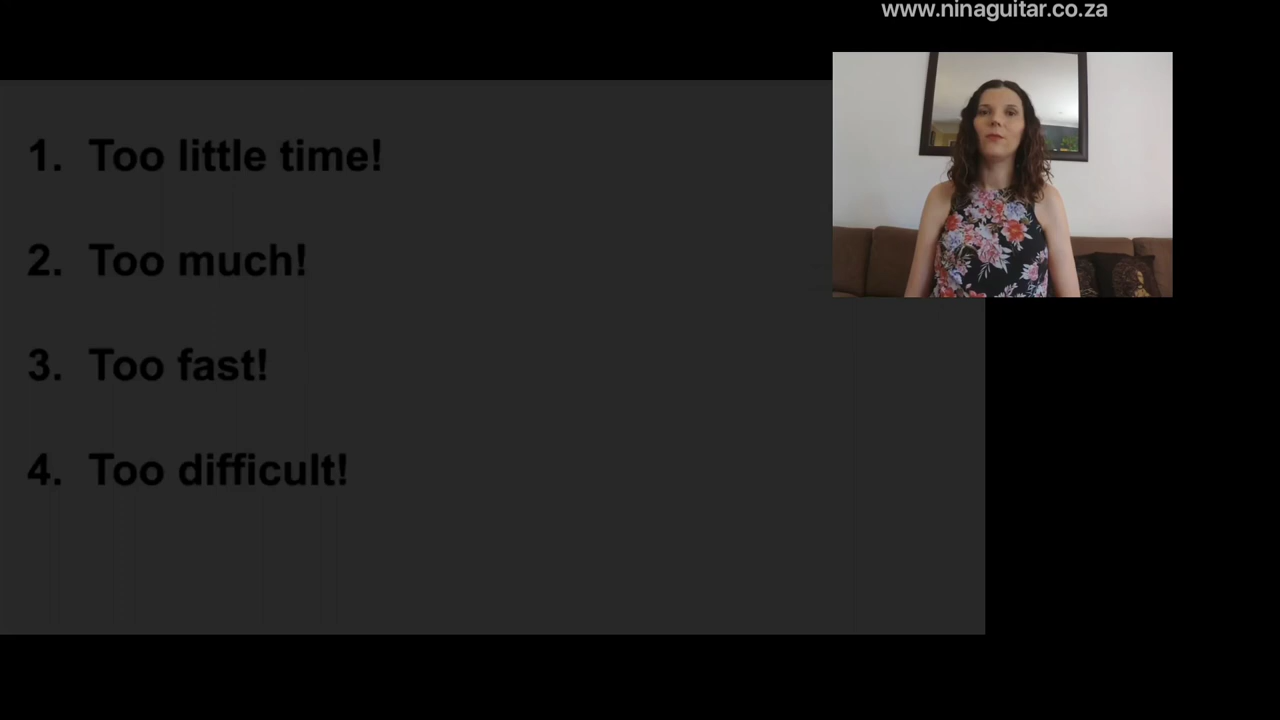 www.ninaguitar.co.za
1. Too little time!
2. Too much!
3. Too fast!
4. Too difficult!